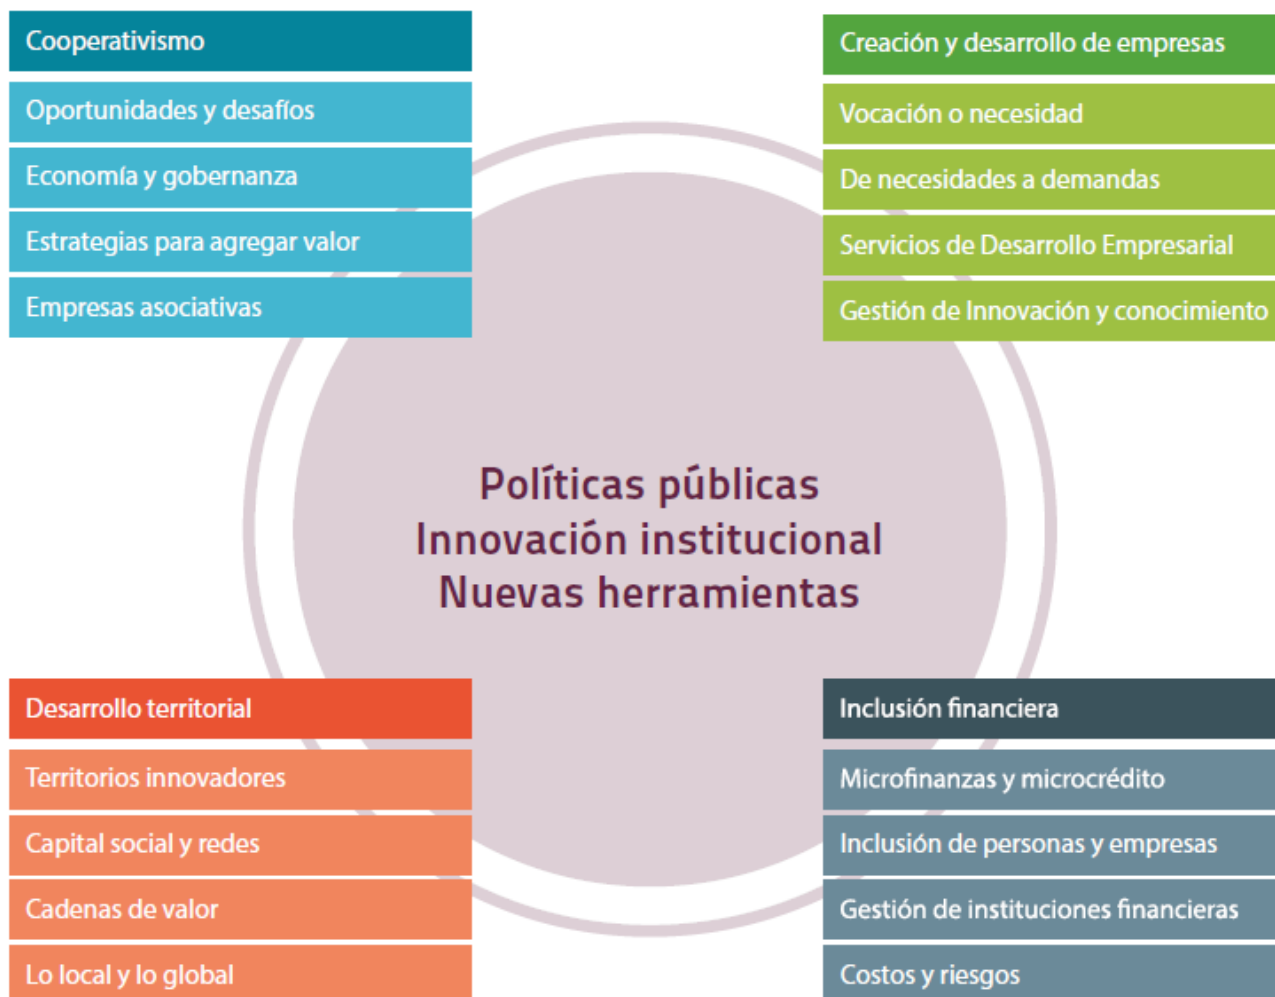 Cooperativismo
Oportunidades y desafíos
Economía y gobernanza
Estrategias para agregar valor
Empresas asociativas
Creación y desarrollo de empresas
Vocación o necesidad
De necesidades a demandas
Servicios de Desarrollo Empresarial
Gestión de Innovación y conocimiento
Políticas públicas
Innovación institucional
Nuevas herramientas
Desarrollo territorial
Territorios innovadores
Capital social y redes
Cadenas de valor
Lo local y lo global
Inclusión financiera
Microfinanzas y microcrédito
Inclusión de personas y empresas
Gestión de instituciones financieras
Costos y riesgos